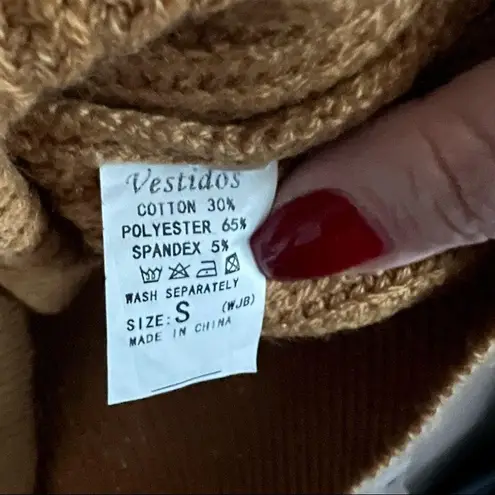 Vestidos
COTTON 30%
POLYESTER 65%
SPANDEX 5%
WASH SEPARATELY
SIZE: S (WJB)
MADE IN CHINA